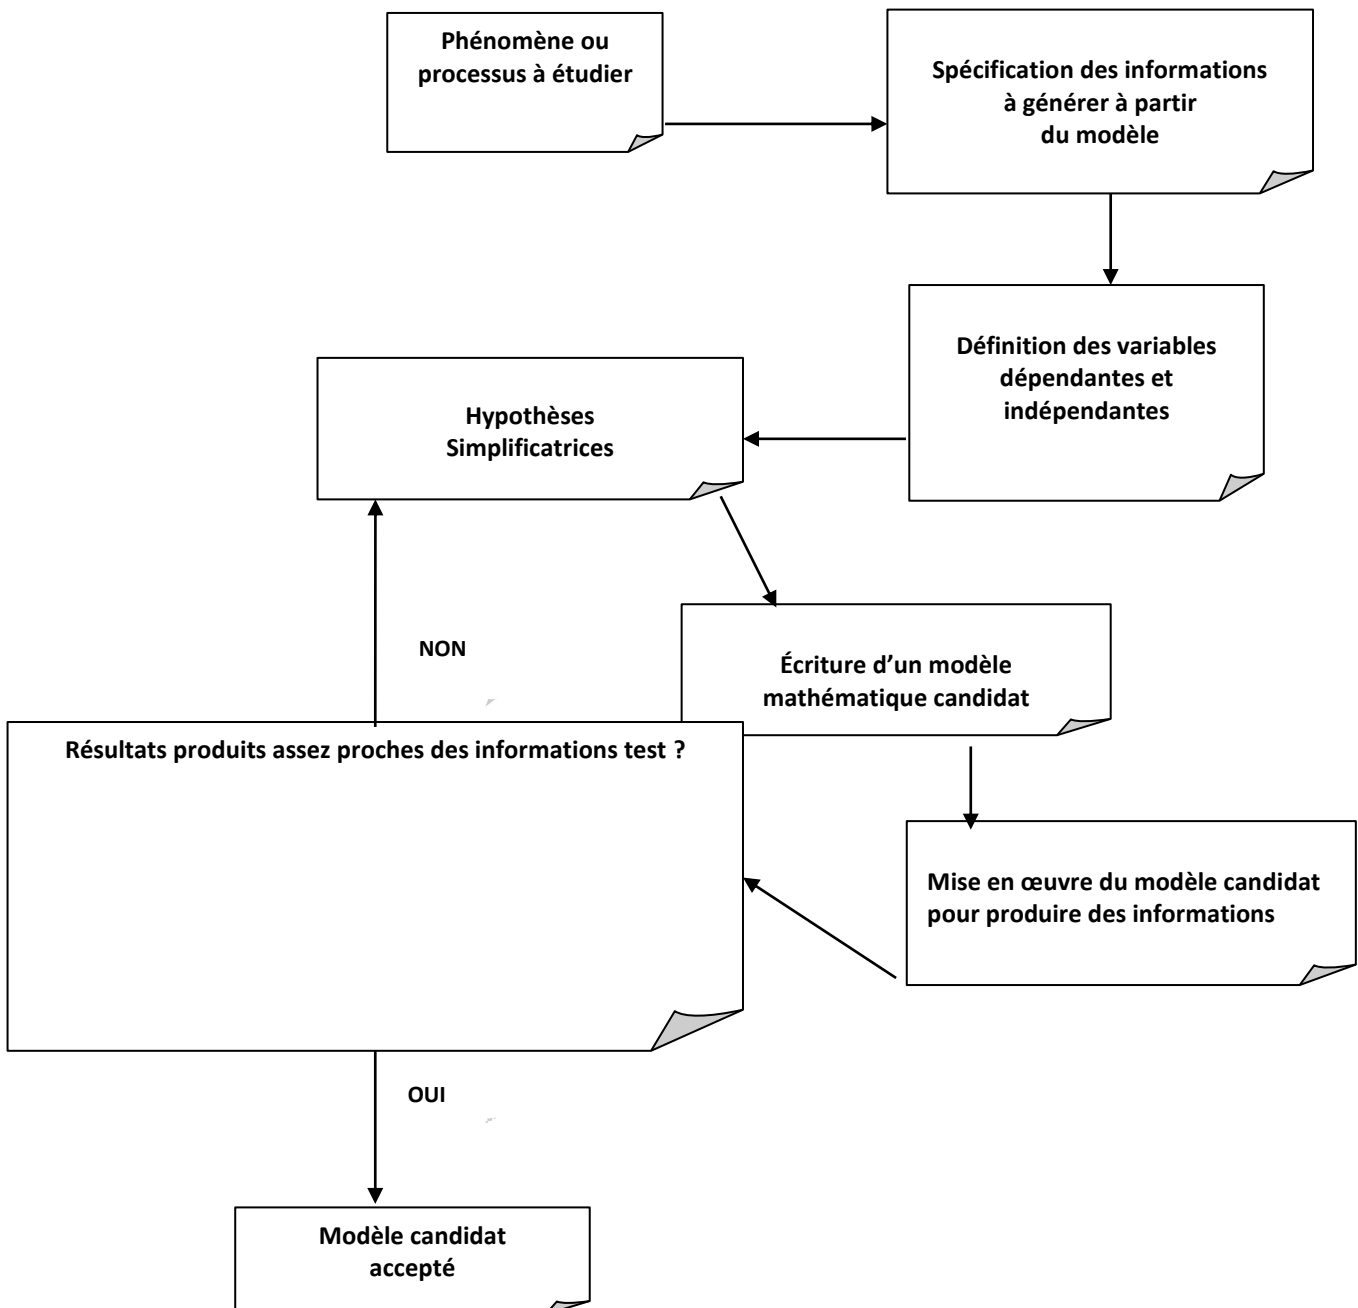 Phénomène ou
processus à étudier
Spécification des informations
à générer à partir
du modèle
Définition des variables
dépendantes et
indépendantes
Hypothèses
Simplificatrices
NON
Écriture d’un modèle
mathématique candidat
Résultats produits assez proches des informations test ?
Mise en œuvre du modèle candidat
pour produire des informations
OUI
Modèle candidat
accepté